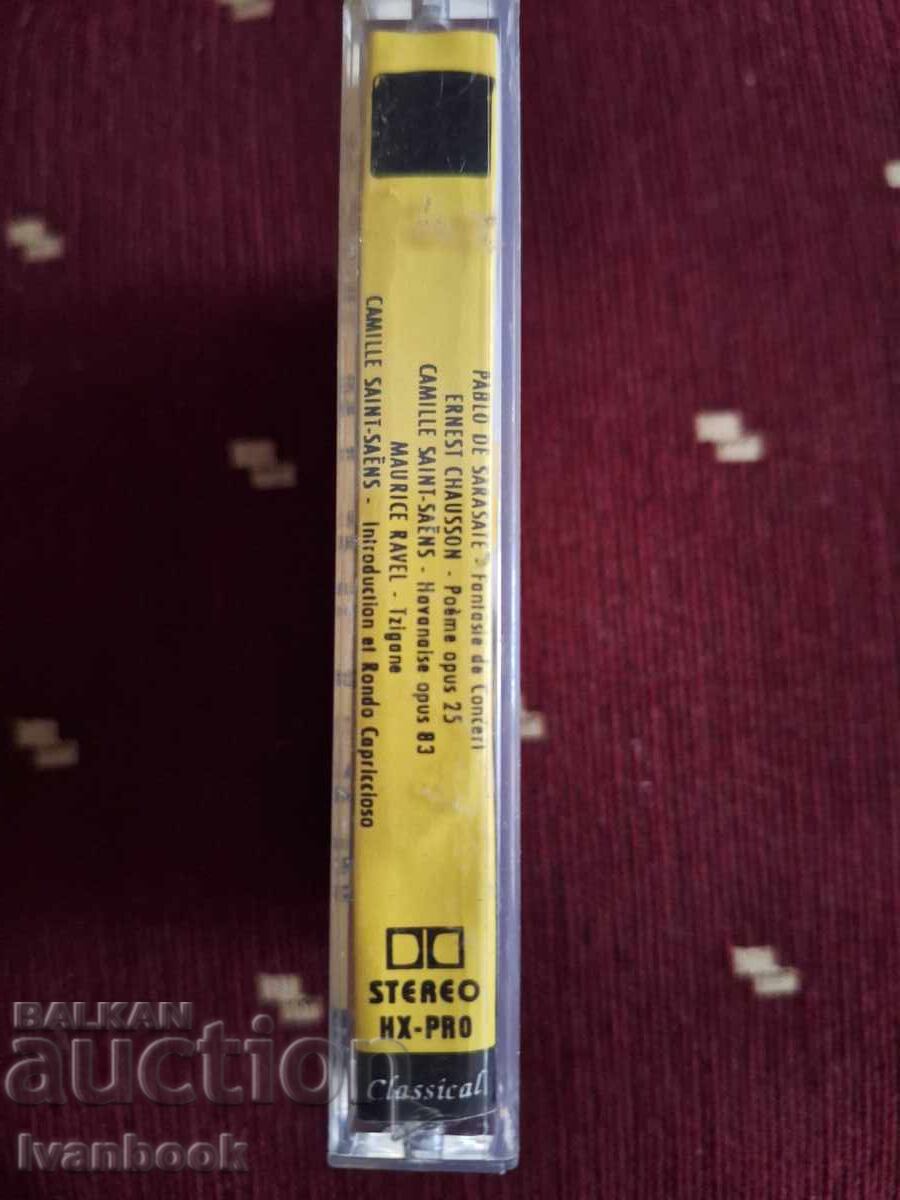 PABLO DE SARASATE - Fantasie de Concert
ERNEST CHAUSSON - Poème opus 25
CAMILLE SAINT-SAËNS - Havanaise opus 83
MAURICE RAVEL - Tzigane
CAMILLE SAINT-SAËNS - Introduction et Rondo Capriccioso
STEREO
HX-PRO
Classical
BALKAN
auction
Ivanbook